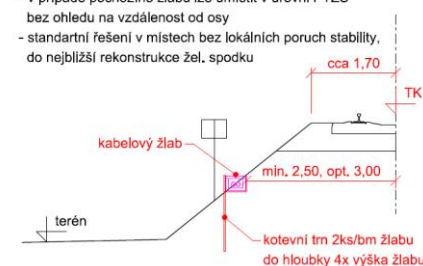 bez ohledu na vzdálenost od osy
- standardní řešení v místech bez lokálních poruch stability,
do nejbližší rekonstrukce žel. spodku
cca 1,70
TK
kabelový žlab
min. 2,50, opt. 3,00
terén
kotevní trn 2ks/bm žlabu
do hloubky 4x výška žlabu